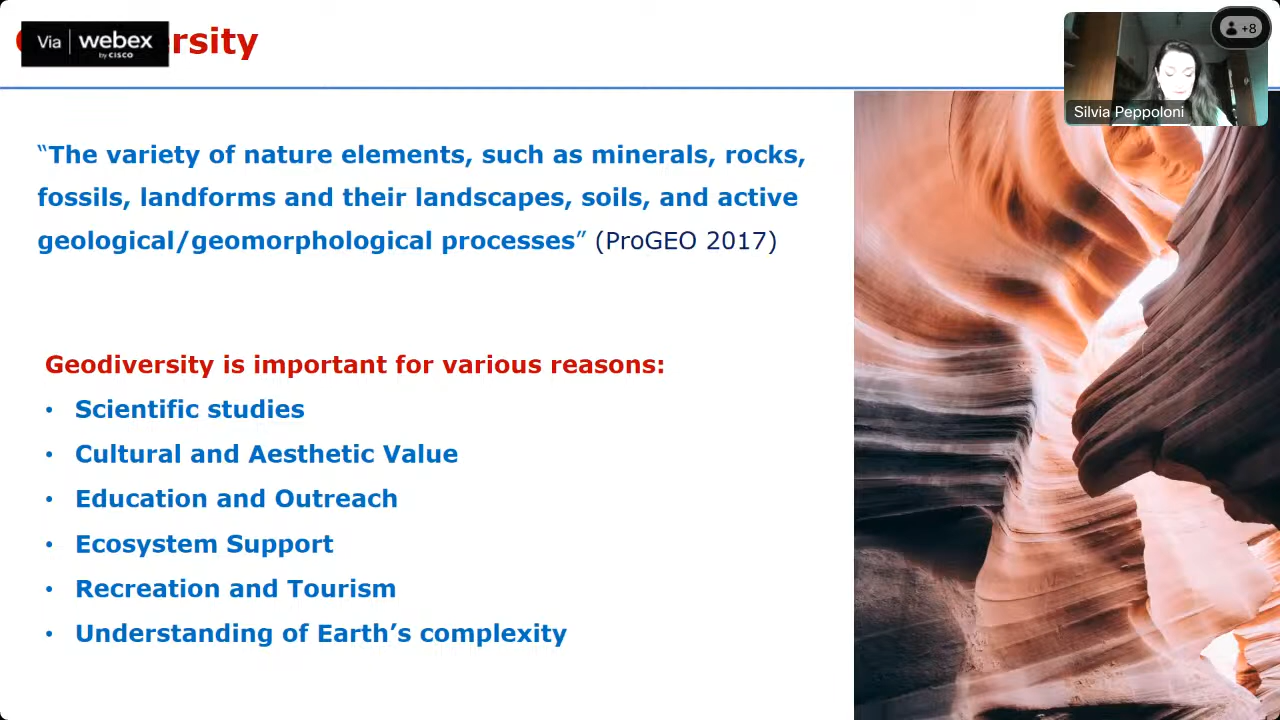 Via webex
by CISCO
rsity
+8
Silvia Peppoloni
“The variety of nature elements, such as minerals, rocks,
fossils, landforms and their landscapes, soils, and active
geological/geomorphological processes” (ProGEO 2017)
Geodiversity is important for various reasons:
• Scientific studies
• Cultural and Aesthetic Value
• Education and Outreach
• Ecosystem Support
• Recreation and Tourism
• Understanding of Earth’s complexity